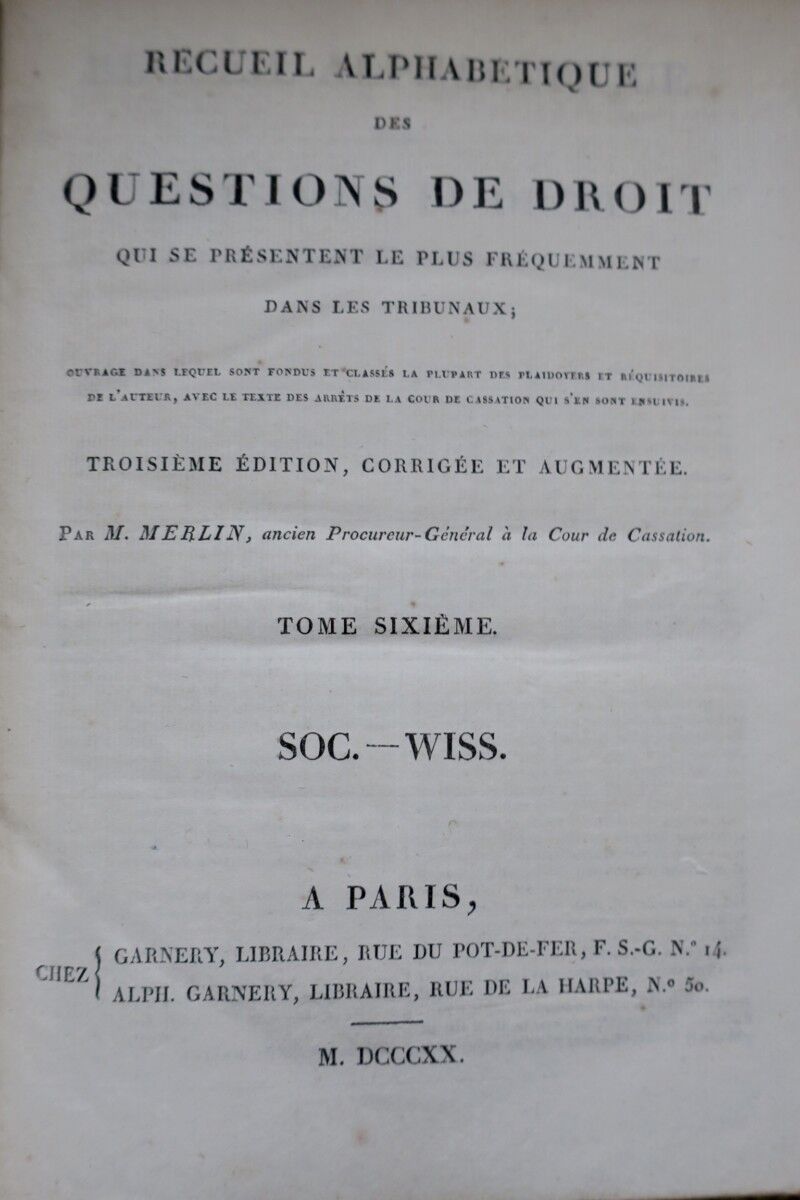 RECUEIL ALPHABETIQUE
DES
QUESTIONS DE DROIT
QUI SE PRÉSENTENT LE PLUS FRÉQUEMMENT
DANS LES TRIBUNAUX;
OUVRAGE DANS LEQUEL SONT FONDUS ET CLASSÉS LA PLUPART DES PLAIDOYERS ET RÉQUISITOIRES
DE L'AUTEUR, AVEC LE TEXTE DES ARRÊTS DE LA COUR DE CASSATION QUI S'EN SONT ENSUIVIS.
TROISIÈME ÉDITION, CORRIGÉE ET AUGMENTÉE.
PAR M. MERLIN, ancien Procureur-Général à la Cour de Cassation.
TOME SIXIÈME.
SOC.—WISS.
A PARIS,
CHEZ { GARNERY, LIBRAIRE, RUE DU POT-DE-FER, F. S.-G. N.º 14.
ALPH. GARNERY, LIBRAIRE, RUE DE LA HARPE, N.º 50.
M. DCCCXX.